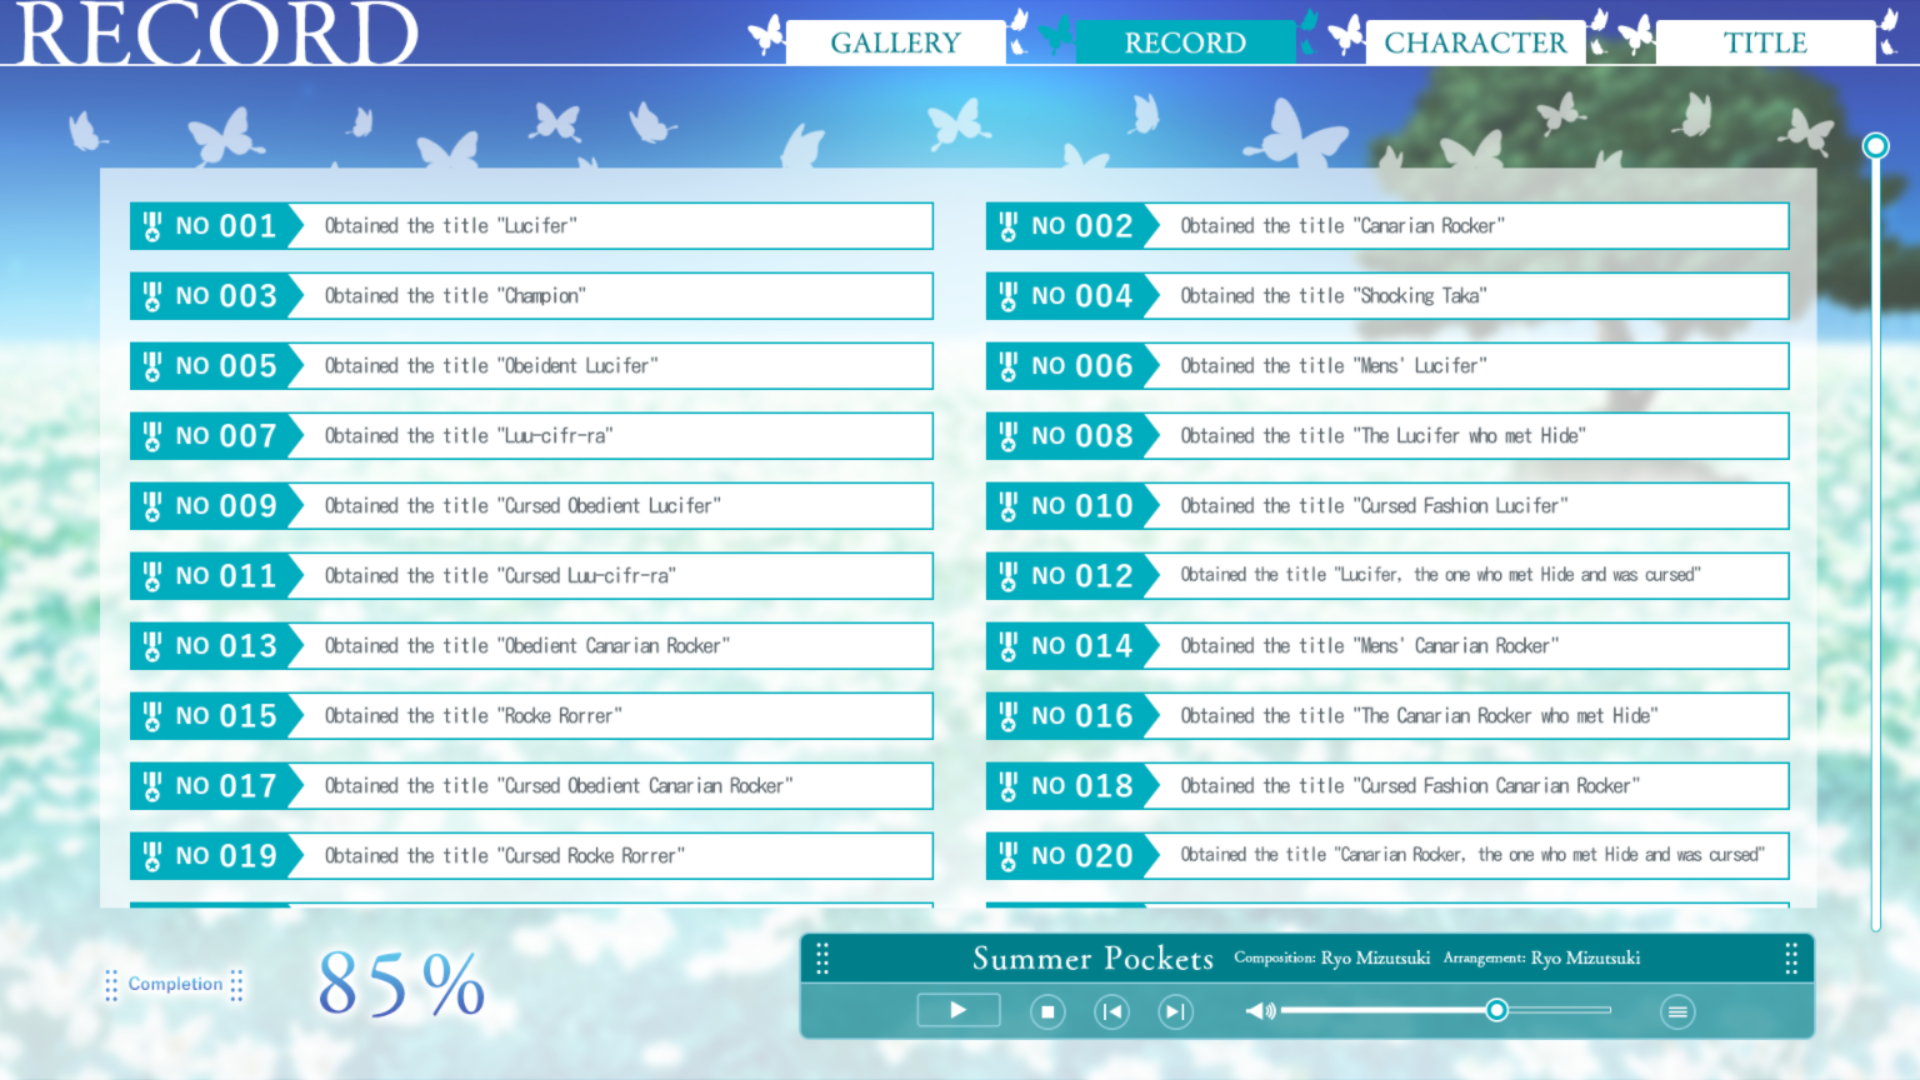 RECORD
GALLERY
RECORD
CHARACTER
TITLE
NO 001 Obtained the title "Lucifer"
NO 002 Obtained the title "Canarian Rocker"
NO 003 Obtained the title "Champion"
NO 004 Obtained the title "Shocking Taka"
NO 005 Obtained the title "Obeident Lucifer"
NO 006 Obtained the title "Mens' Lucifer"
NO 007 Obtained the title "Luu-cifr-ra"
NO 008 Obtained the title "The Lucifer who met Hide"
NO 009 Obtained the title "Cursed Obedient Lucifer"
NO 010 Obtained the title "Cursed Fashion Lucifer"
NO 011 Obtained the title "Cursed Luu-cifr-ra"
NO 012 Obtained the title "Lucifer, the one who met Hide and was cursed"
NO 013 Obtained the title "Obedient Canarian Rocker"
NO 014 Obtained the title "Mens' Canarian Rocker"
NO 015 Obtained the title "Rocke Rorrer"
NO 016 Obtained the title "The Canarian Rocker who met Hide"
NO 017 Obtained the title "Cursed Obedient Canarian Rocker"
NO 018 Obtained the title "Cursed Fashion Canarian Rocker"
NO 019 Obtained the title "Cursed Rocke Rorrer"
NO 020 Obtained the title "Canarian Rocker, the one who met Hide and was cursed"
Completion 85%
Summer Pockets Composition: Ryo Mizutsuki Arrangement: Ryo Mizutsuki